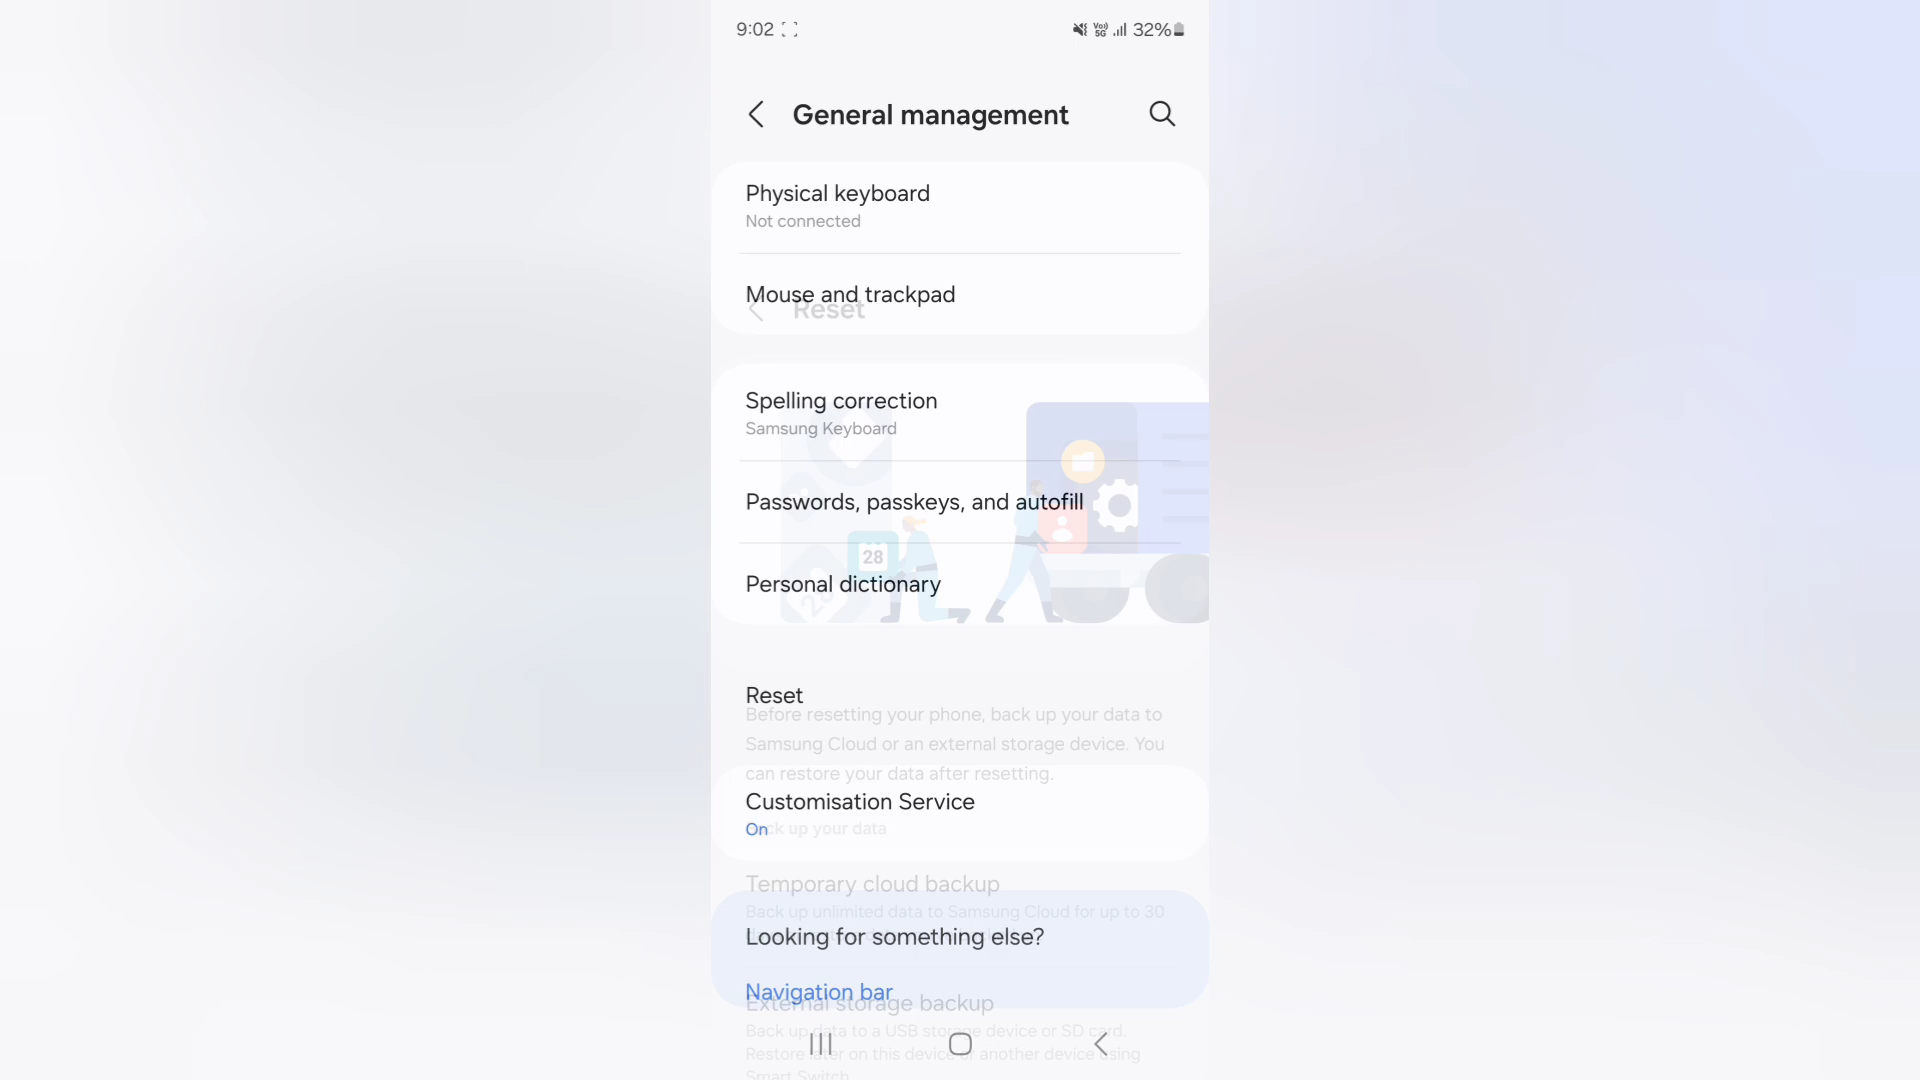 9:02 32%
General management
Physical keyboard
Not connected
Mouse and trackpad
Reset
Spelling correction
Samsung Keyboard
Passwords, passkeys, and autofill
28
Personal dictionary
Reset
Before resetting your phone, back up your data to
Samsung Cloud or an external storage device. You
can restore your data after resetting.
Customisation Service
On
Back up your data
Temporary cloud backup
Back up unlimited data to Samsung Cloud for up to 30
Looking for something else?
Navigation bar
External storage backup
Back up data to a USB storage device or SD card.
Restore later on this device or another device using
Smart Switch